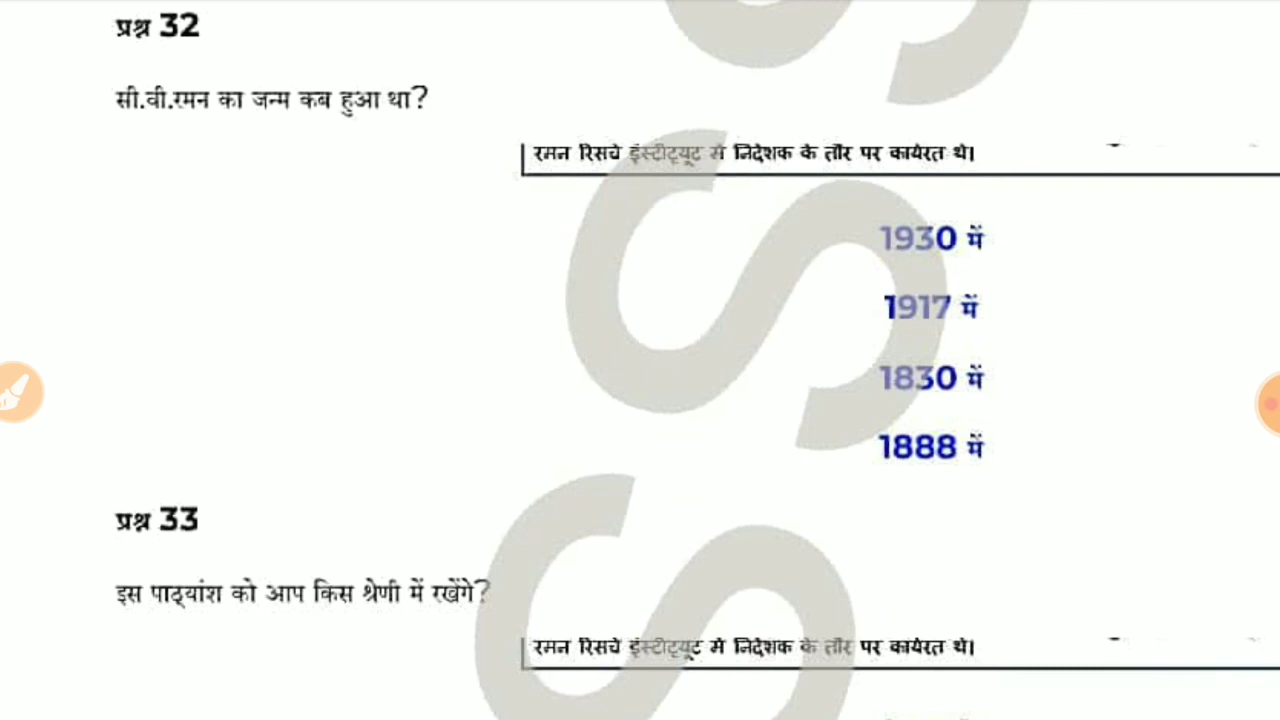 प्रश्न 32
सी.वी.रमन का जन्म कब हुआ था?
रमन रिसर्च इंस्टीट्यूट में निदेशक के तौर पर कार्यरत थे।
1930 में
1917 में
1830 में
1888 में
प्रश्न 33
इस पाठ्यांश को आप किस श्रेणी में रखेंगे?
रमन रिसर्च इंस्टीट्यूट में निदेशक के तौर पर कार्यरत थे।